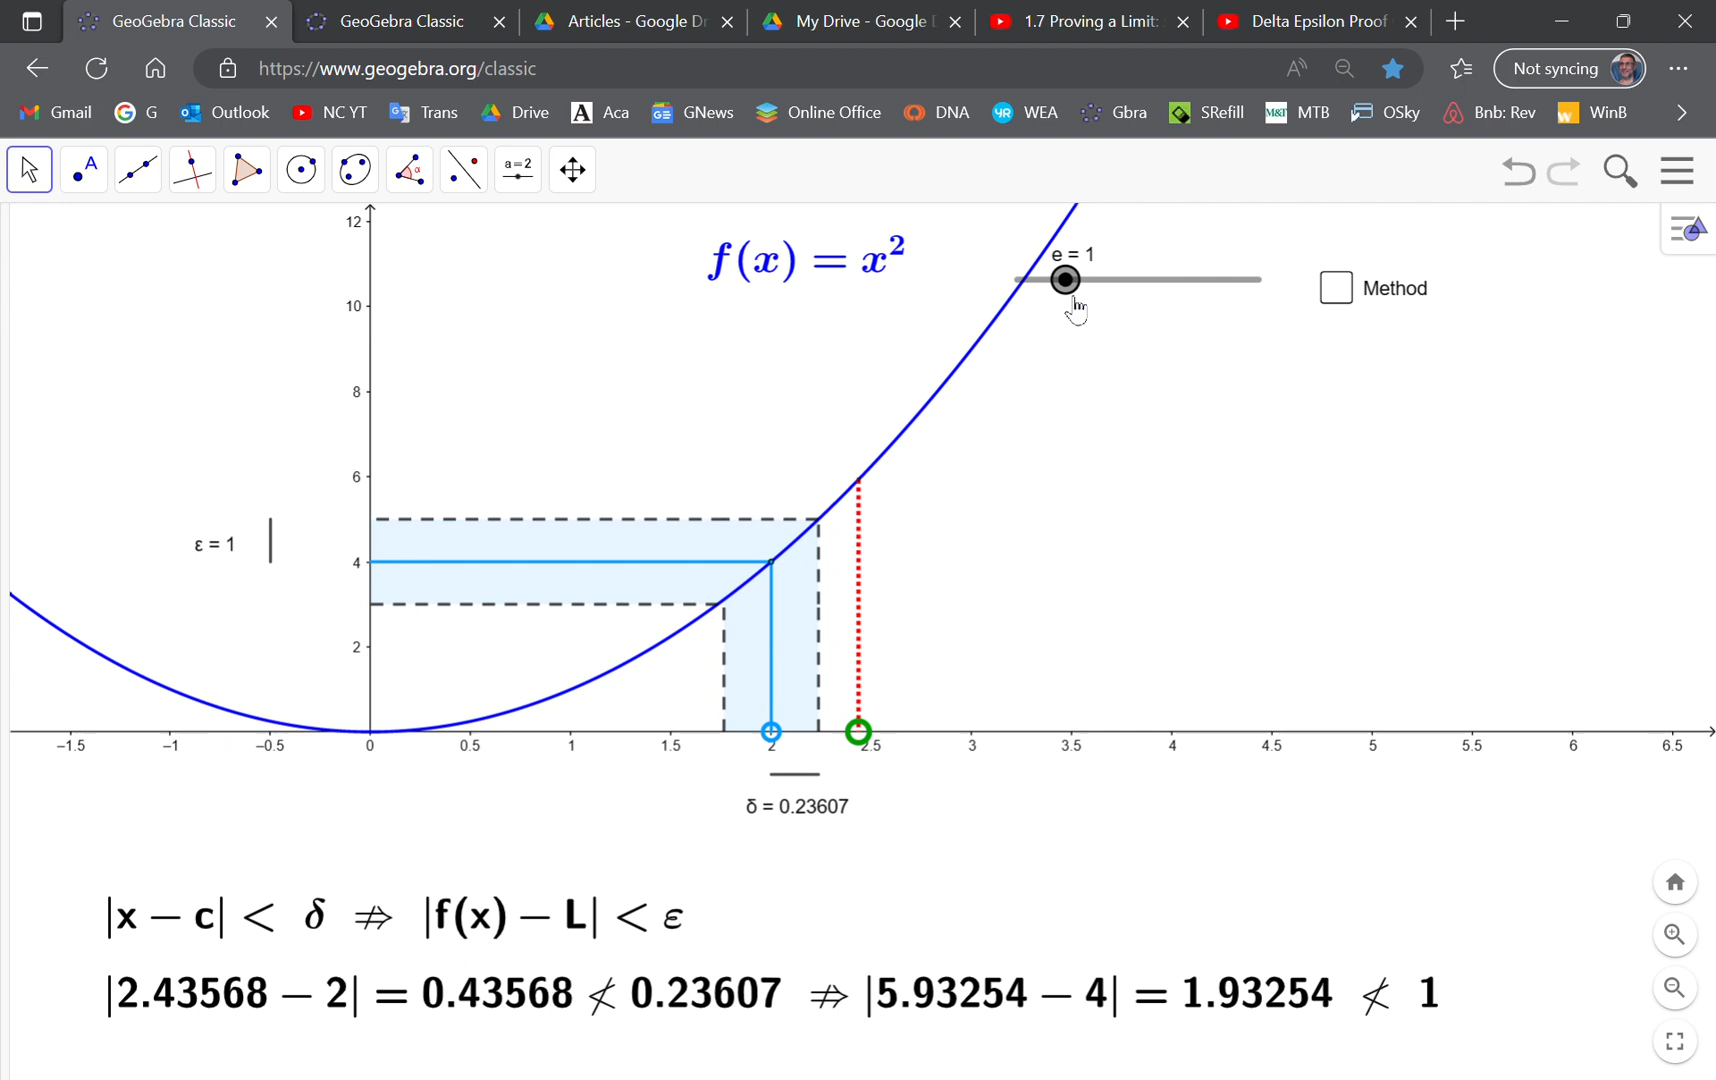 GeoGebra Classic
GeoGebra Classic
Articles - Google Dr
My Drive - Google
1.7 Proving a Limit:
Delta Epsilon Proof
https://www.geogebra.org/classic
Not syncing
Gmail
G
Outlook
NC YT
Trans
Drive
A Aca
GNews
Online Office
DNA
YR WEA
Gbra
SRefill
M&T MTB
OSky
Bnb: Rev
WinB
A
α
a=2
f(x) = x²
e = 1
Method
12
10
8
6
4
2
ε = 1
−1.5 −1 −0.5 0 0.5 1 1.5 2 2.5 3 3.5 4 4.5 5 5.5 6 6.5
δ = 0.23607
|x − c| < δ ⇏ |f(x) − L| < ε
|2.43568 − 2| = 0.43568 ≮ 0.23607 ⇏ |5.93254 − 4| = 1.93254 ≮ 1